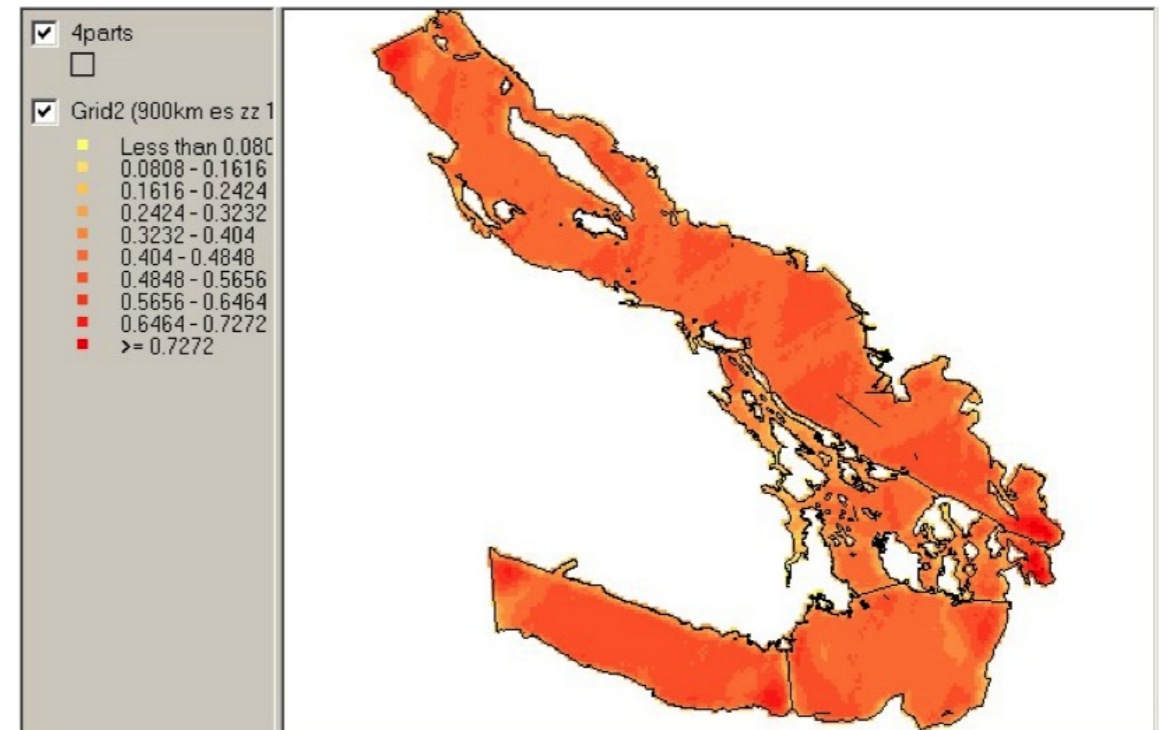 4parts
Grid2 (900km es zz 1
Less than 0.080
0.0808 - 0.1616
0.1616 - 0.2424
0.2424 - 0.3232
0.3232 - 0.404
0.404 - 0.4848
0.4848 - 0.5656
0.5656 - 0.6464
0.6464 - 0.7272
>= 0.7272